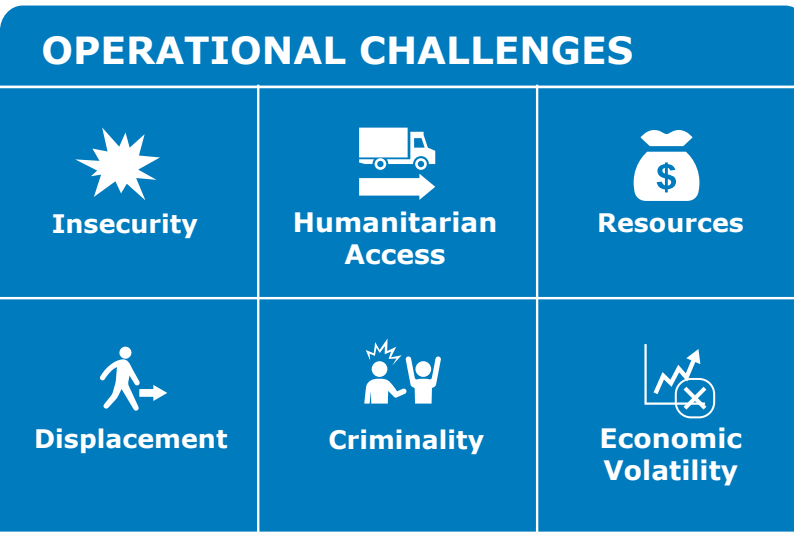 OPERATIONAL CHALLENGES
Insecurity
Humanitarian
Access
$
Resources
Displacement
Criminality
Economic
Volatility